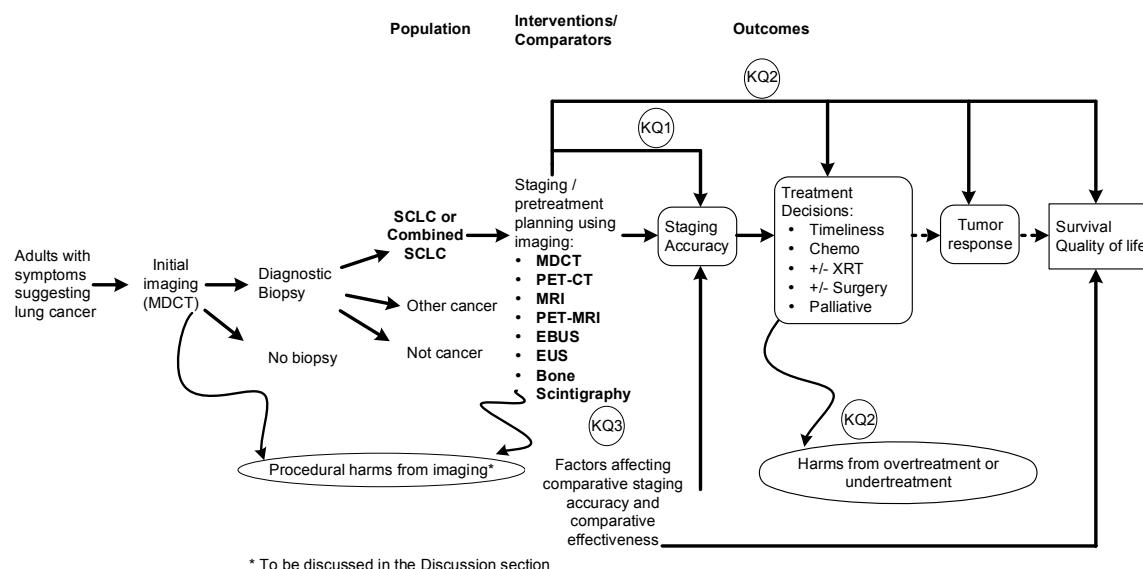 Population
Interventions/
Comparators
Outcomes
KQ2
KQ1
Adults with
symptoms
suggesting
lung cancer
Initial
imaging
(MDCT)
Diagnostic
Biopsy
No biopsy
SCLC or
Combined
SCLC
Other cancer
Not cancer
Staging /
pretreatment
planning using
imaging:
• MDCT
• PET-CT
• MRI
• PET-MRI
• EBUS
• EUS
• Bone
Scintigraphy
Staging
Accuracy
Treatment
Decisions:
• Timeliness
• Chemo
• +/- XRT
• +/- Surgery
• Palliative
Tumor
response
Survival
Quality of life
KQ3
Factors affecting
comparative staging
accuracy and
comparative
effectiveness
KQ2
Harms from overtreatment or
undertreatment
Procedural harms from imaging*
* To be discussed in the Discussion section